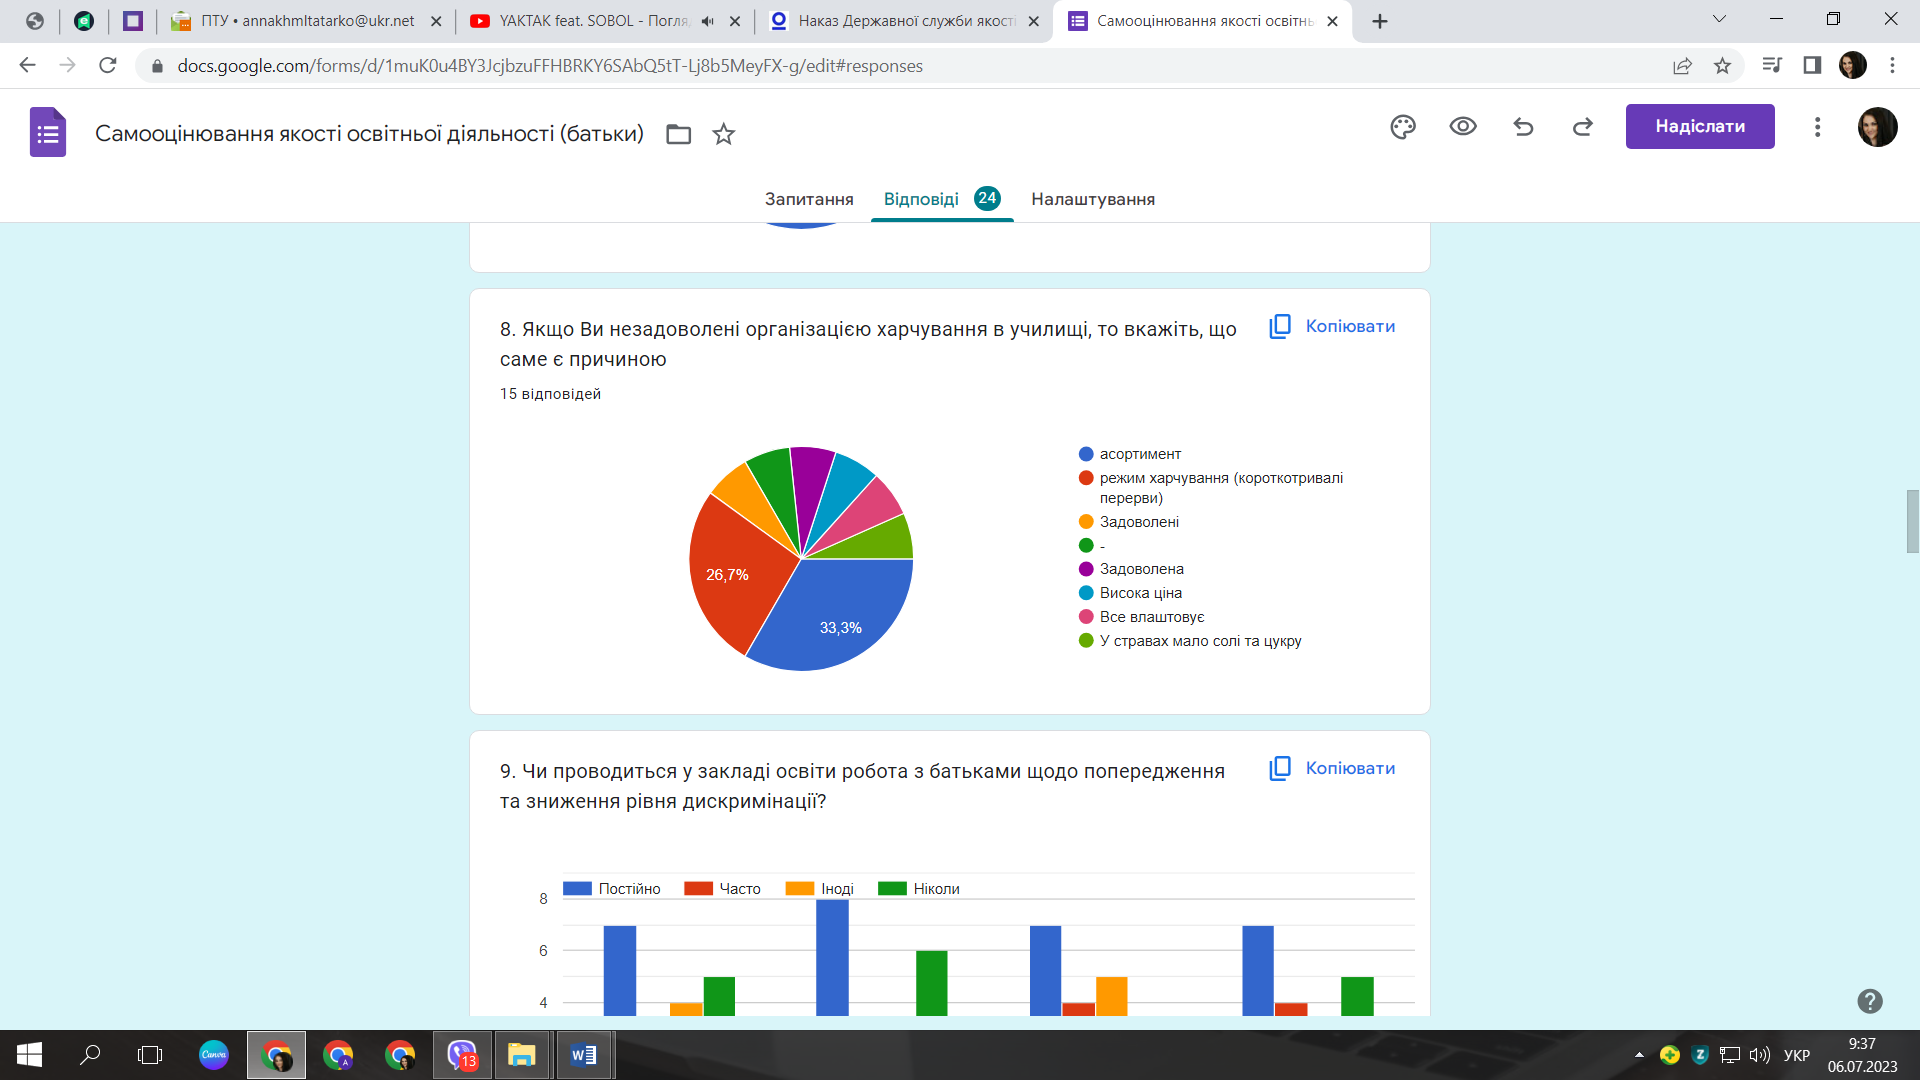 ПТУ • annakhmltatarko@ukr.net
YAKTAK feat. SOBOL - Погля
Наказ Державної служби якості
Самооцінювання якості освітнь
docs.google.com/forms/d/1muK0u4BY3JcjbzuFFHBRKY6SAbQ5tT-Lj8b5MeyFX-g/edit#responses
Самооцінювання якості освітньої діяльності (батьки)
Надіслати
Запитання
Відповіді 24
Налаштування
8. Якщо Ви незадоволені організацією харчування в училищі, то вкажіть, що
саме є причиною
Копіювати
15 відповідей
26,7%
33,3%
асортимент
режим харчування (короткотривалі
перерви)
Задоволені
-
Задоволена
Висока ціна
Все влаштовує
У стравах мало солі та цукру
9. Чи проводиться у закладі освіти робота з батьками щодо попередження
та зниження рівня дискримінації?
Копіювати
Постійно Часто Іноді Ніколи
8
6
4
Canva
A
13
W
Z
УКР
9:37
06.07.2023